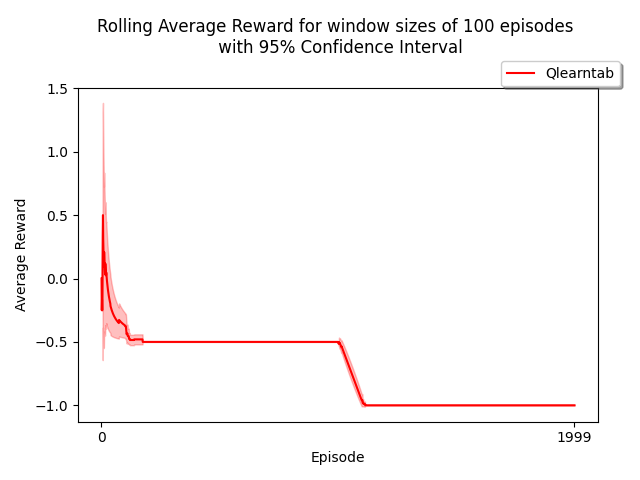 Rolling Average Reward for window sizes of 100 episodes
with 95% Confidence Interval
Qlearntab
1.5
1.0
0.5
0.0
−0.5
−1.0
Average Reward
0
1999
Episode